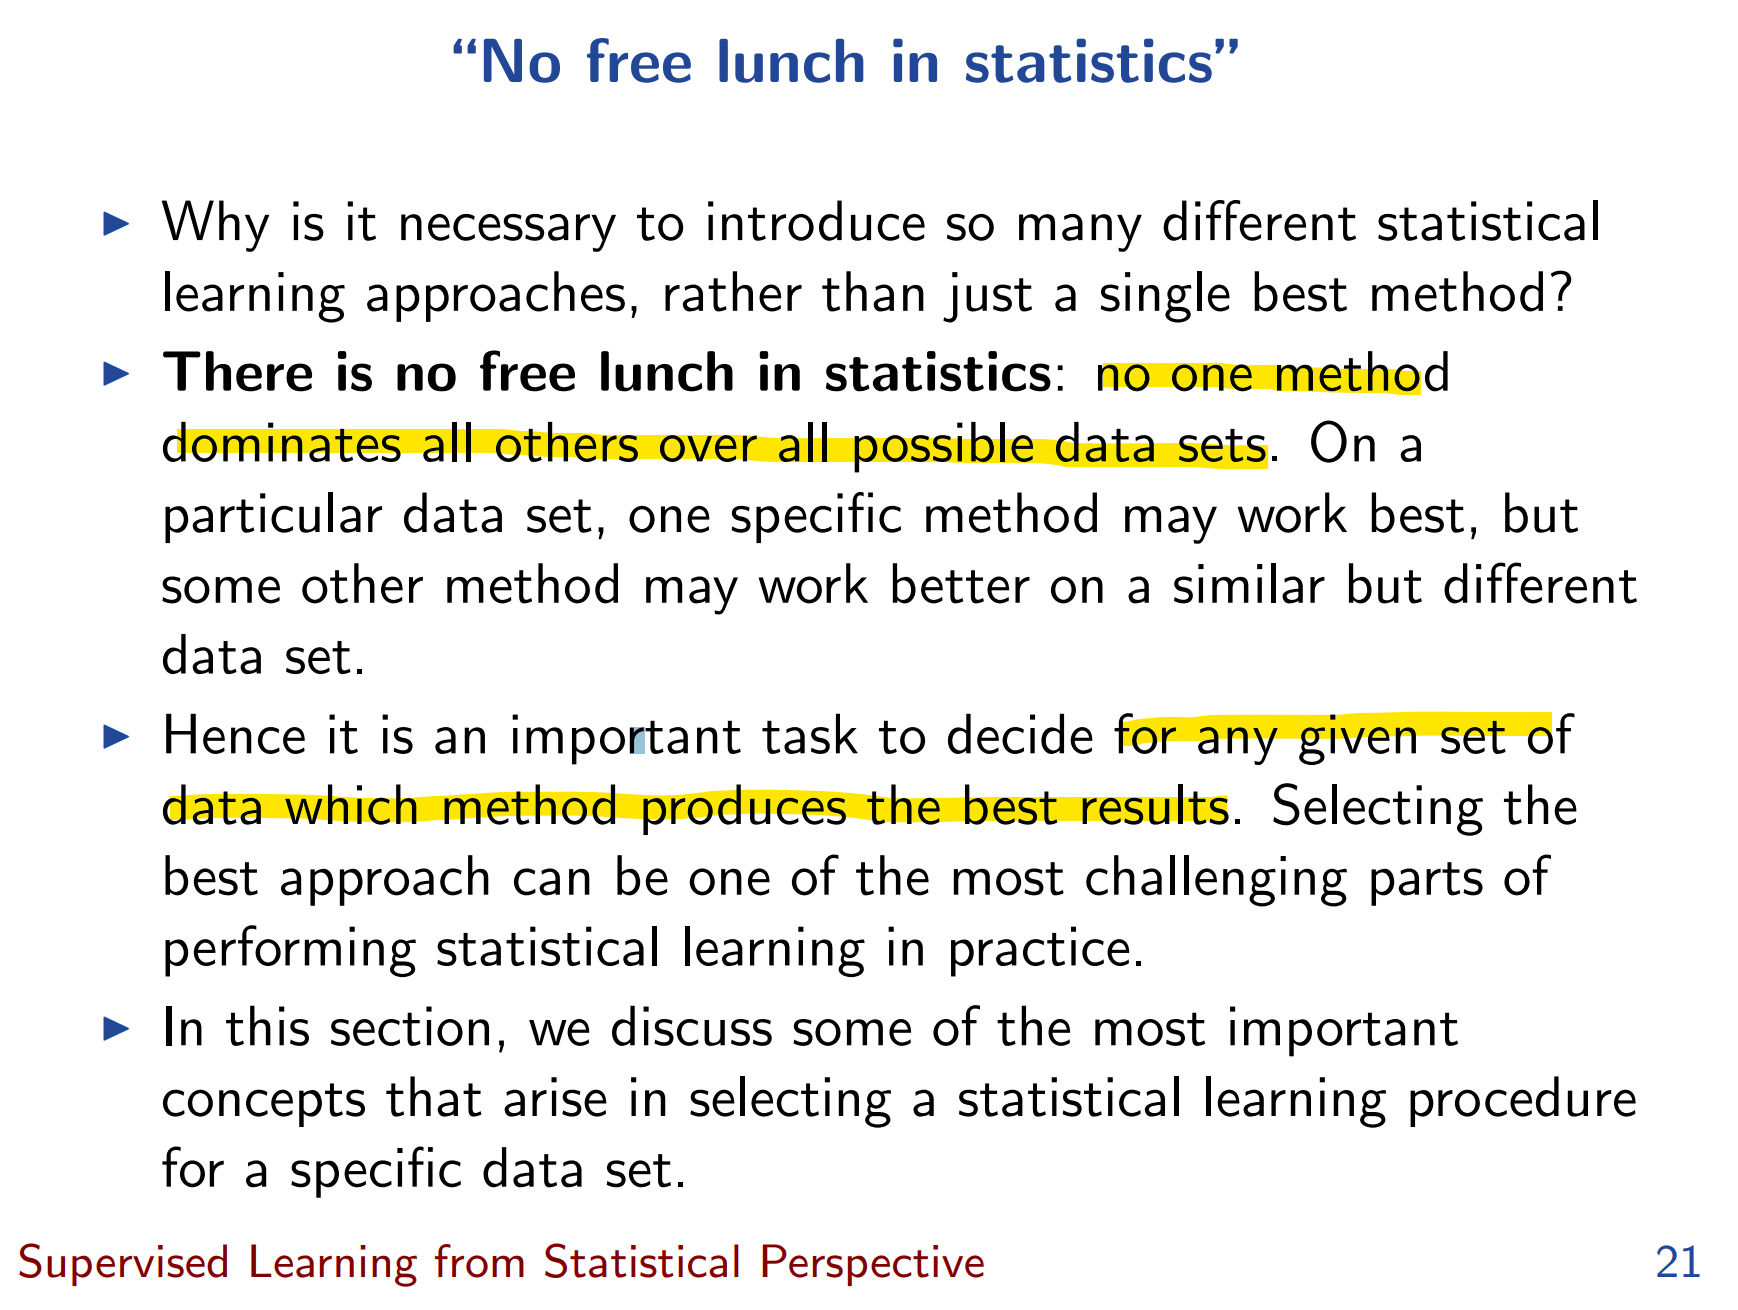 “No free lunch in statistics”
▶ Why is it necessary to introduce so many different statistical
learning approaches, rather than just a single best method?
▶ There is no free lunch in statistics: no one method
dominates all others over all possible data sets. On a
particular data set, one specific method may work best, but
some other method may work better on a similar but different
data set.
▶ Hence it is an important task to decide for any given set of
data which method produces the best results. Selecting the
best approach can be one of the most challenging parts of
performing statistical learning in practice.
▶ In this section, we discuss some of the most important
concepts that arise in selecting a statistical learning procedure
for a specific data set.
Supervised Learning from Statistical Perspective 21